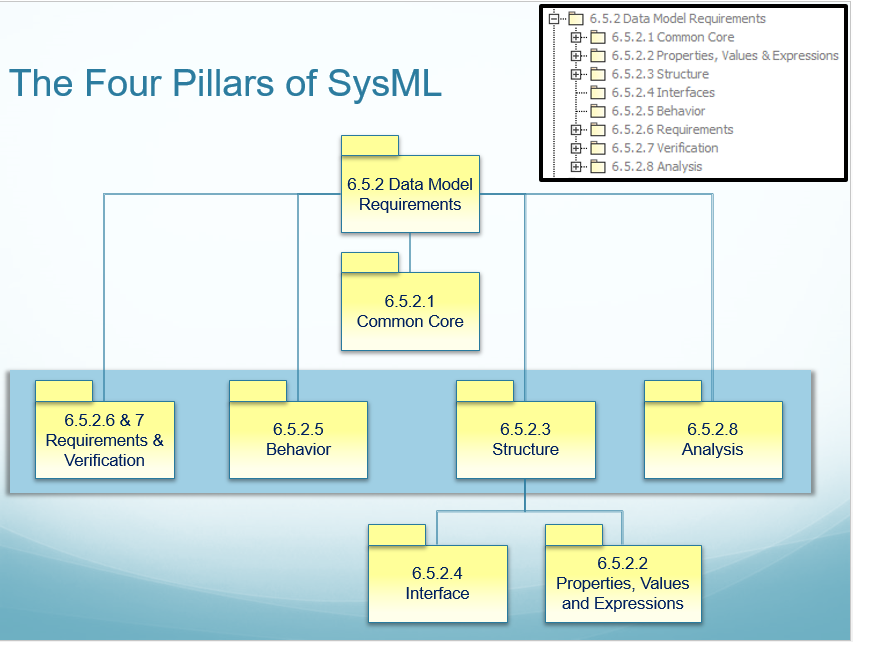 The Four Pillars of SysML
6.5.2 Data Model Requirements
6.5.2.1 Common Core
6.5.2.2 Properties, Values & Expressions
6.5.2.3 Structure
6.5.2.4 Interfaces
6.5.2.5 Behavior
6.5.2.6 Requirements
6.5.2.7 Verification
6.5.2.8 Analysis
6.5.2 Data Model
Requirements
6.5.2.1
Common Core
6.5.2.6 & 7
Requirements &
Verification
6.5.2.5
Behavior
6.5.2.3
Structure
6.5.2.8
Analysis
6.5.2.4
Interface
6.5.2.2
Properties, Values
and Expressions